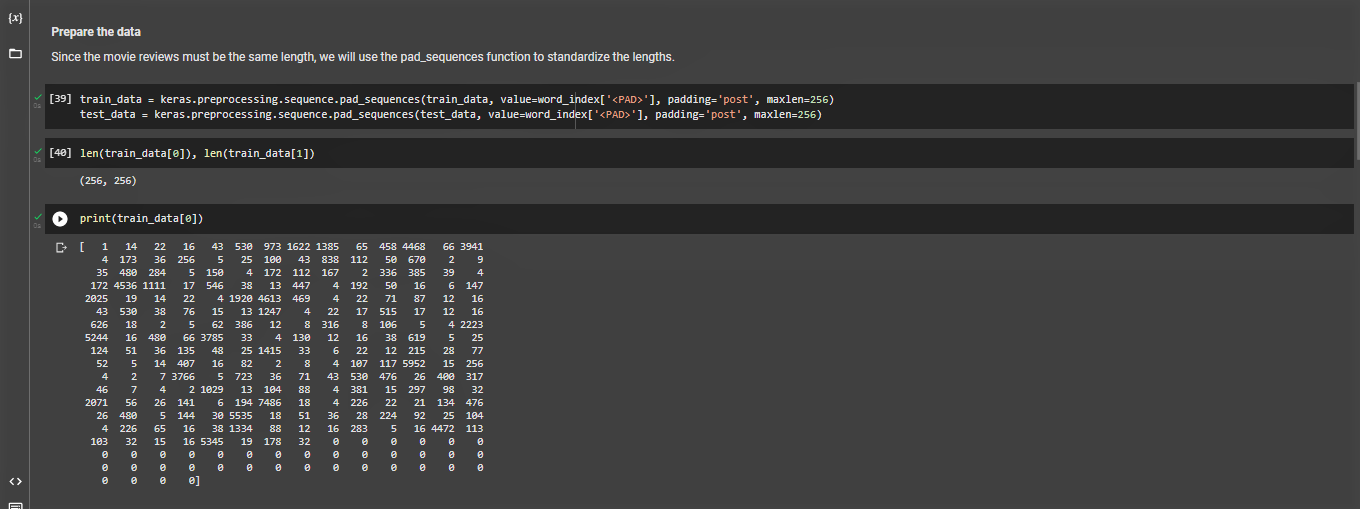 {x}
Prepare the data
Since the movie reviews must be the same length, we will use the pad_sequences function to standardize the lengths.
[39] train_data = keras.preprocessing.sequence.pad_sequences(train_data, value=word_index['<PAD>'], padding='post', maxlen=256)
test_data = keras.preprocessing.sequence.pad_sequences(test_data, value=word_index['<PAD>'], padding='post', maxlen=256)
[40] len(train_data[0]), len(train_data[1])
(256, 256)
print(train_data[0])
[ 1 14 22 16 43 530 973 1622 1385 65 458 4468 66 3941
4 173 36 256 5 25 100 43 838 112 50 670 2 9
35 480 284 5 150 4 172 112 167 2 336 385 39 4
172 4536 1111 17 546 38 13 447 4 192 50 16 6 147
2025 19 14 22 4 1920 4613 469 4 22 71 87 12 16
43 530 38 76 15 13 1247 4 22 17 515 17 12 16
626 18 2 5 62 386 12 8 316 8 106 5 4 2223
5244 16 480 66 3785 33 4 130 12 16 38 619 5 25
124 51 36 135 48 25 1415 33 6 22 12 215 28 77
52 5 14 407 16 82 2 8 4 107 117 5952 15 256
4 2 7 3766 5 723 36 71 43 530 476 26 400 317
46 7 4 2 1029 13 104 88 4 381 15 297 98 32
2071 56 26 141 6 194 7486 18 4 226 22 21 134 476
26 480 5 144 30 5535 18 51 36 28 224 92 25 104
4 226 65 16 38 1334 88 12 16 283 5 16 4472 113
103 32 15 16 5345 19 178 32 0 0 0 0 0 0
0 0 0 0 0 0 0 0 0 0 0 0 0 0
0 0 0 0 0 0 0 0 0 0 0 0 0 0
0 0 0 0]